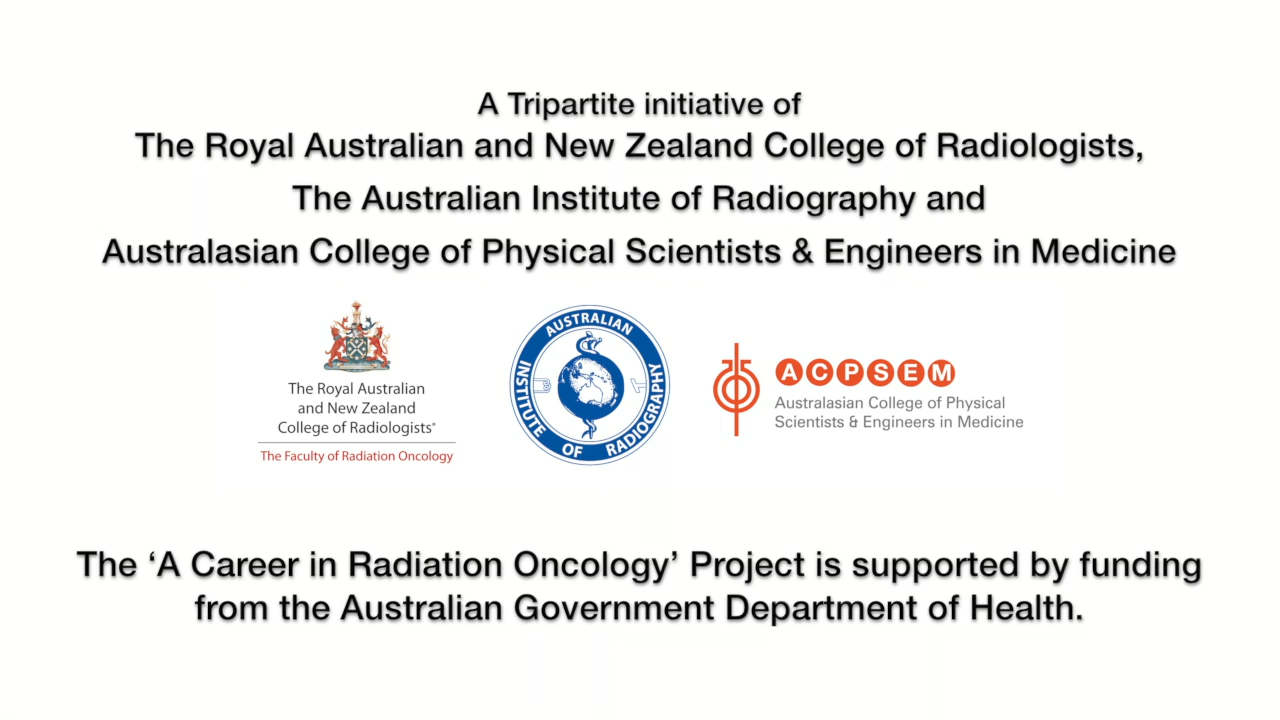 A Tripartite initiative of
The Royal Australian and New Zealand College of Radiologists,
The Australian Institute of Radiography and
Australasian College of Physical Scientists & Engineers in Medicine
The Royal Australian
and New Zealand
College of Radiologists®
The Faculty of Radiation Oncology
AUSTRALIAN
INSTITUTE OF RADIOGRAPHY
ACPSEM
Australasian College of Physical
Scientists & Engineers in Medicine
The ‘A Career in Radiation Oncology’ Project is supported by funding
from the Australian Government Department of Health.